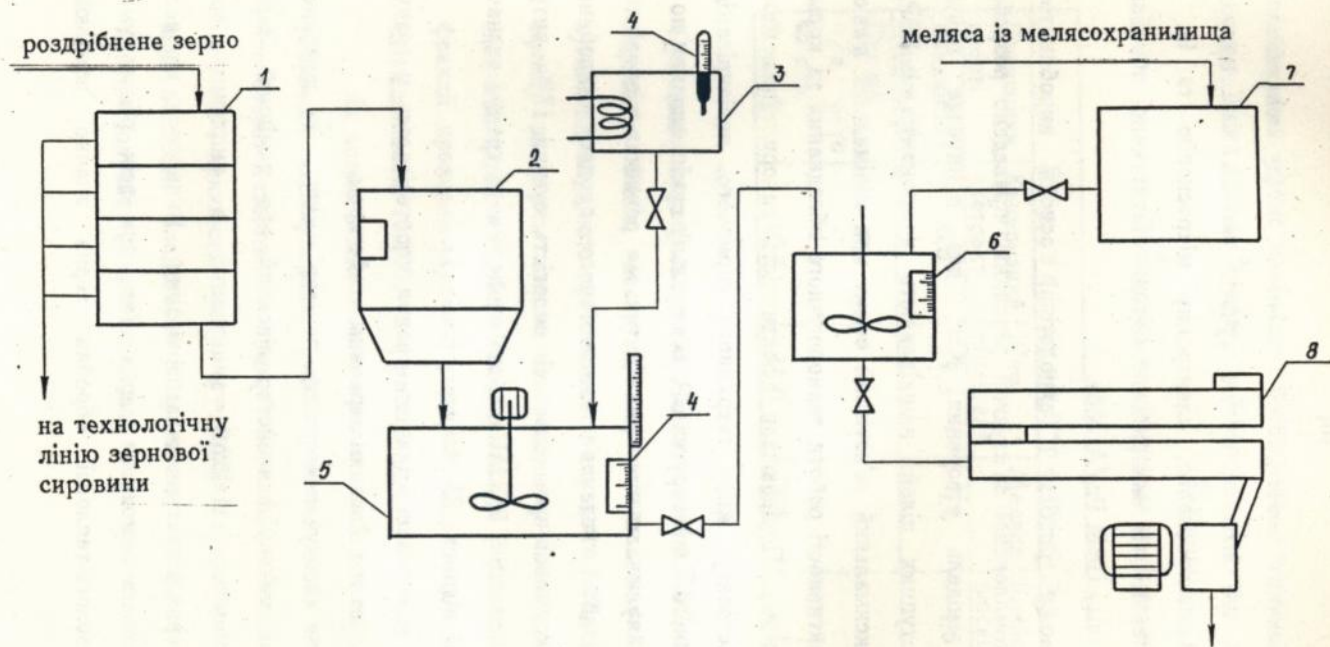 роздрібнене зерно
1
4
3
меляса із мелясохранилища
7
2
6
8
4
5
на технологічну
лінію зернової
сировини